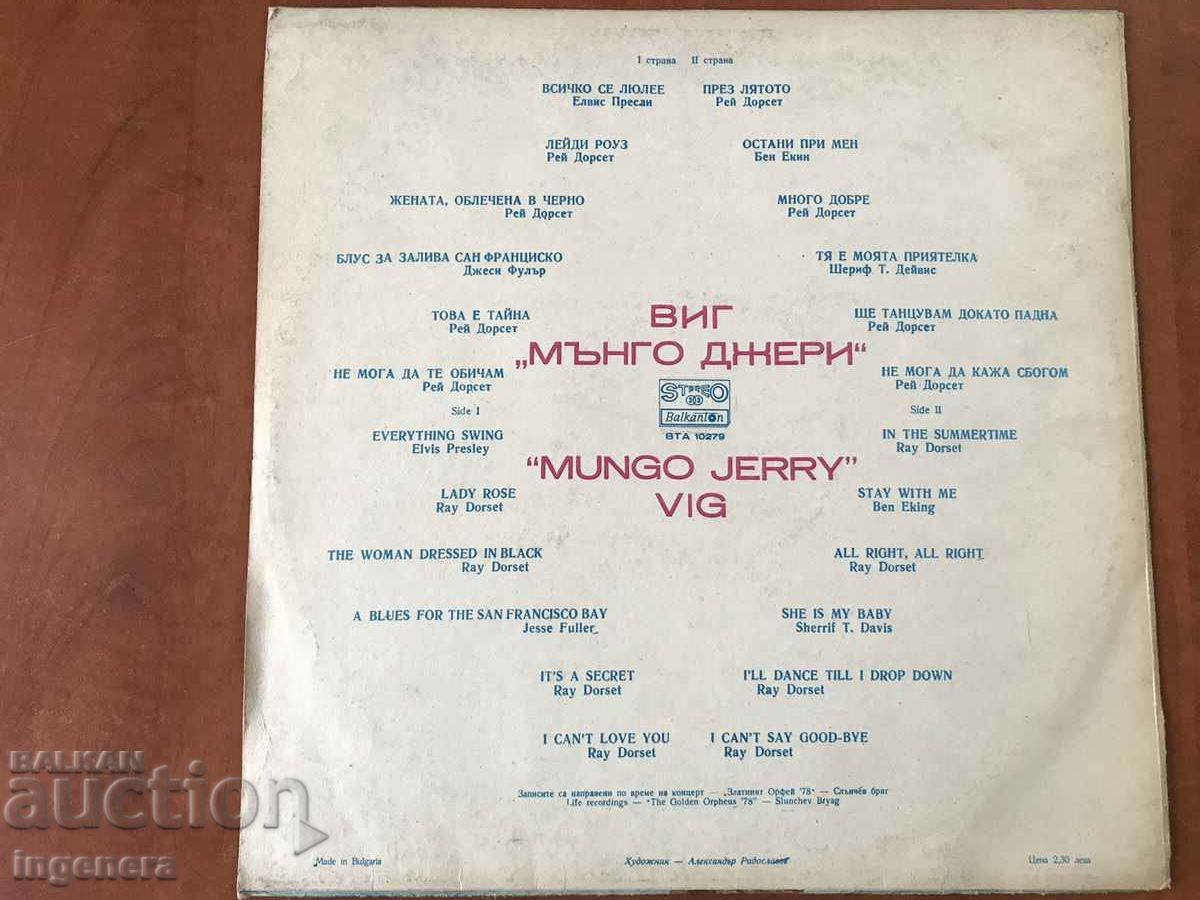 I страна II страна
ВСИЧКО СЕ ЛЮЛЕЕ
Елвис Пресли
ПРЕЗ ЛЯТОТО
Рей Дорсет
ЛЕЙДИ РОУЗ
Рей Дорсет
ОСТАНИ ПРИ МЕН
Бен Екин
ЖЕНАТА, ОБЛЕЧЕНА В ЧЕРНО
Рей Дорсет
МНОГО ДОБРЕ
Рей Дорсет
БЛУС ЗА ЗАЛИВА САН ФРАНЦИСКО
Джеси Фулър
ТЯ Е МОЯТА ПРИЯТЕЛКА
Шериф Т. Дейвис
ТОВА Е ТАЙНА
Рей Дорсет
ЩЕ ТАНЦУВАМ ДОКАТО ПАДНА
Рей Дорсет
НЕ МОГА ДА ТЕ ОБИЧАМ
Рей Дорсет
НЕ МОГА ДА КАЖА СБОГОМ
Рей Дорсет
ВИГ
„МЪНГО ДЖЕРИ“
STEREO
33
Balkanton
ВТА 10279
"MUNGO JERRY"
VIG
Side I
Side II
EVERYTHING SWING
Elvis Presley
IN THE SUMMERTIME
Ray Dorset
LADY ROSE
Ray Dorset
STAY WITH ME
Ben Eking
THE WOMAN DRESSED IN BLACK
Ray Dorset
ALL RIGHT, ALL RIGHT
Ray Dorset
A BLUES FOR THE SAN FRANCISCO BAY
Jesse Fuller
SHE IS MY BABY
Sherrif T. Davis
IT'S A SECRET
Ray Dorset
I'LL DANCE TILL I DROP DOWN
Ray Dorset
I CAN'T LOVE YOU
Ray Dorset
I CAN'T SAY GOOD-BYE
Ray Dorset
Записите са направени по време на концерт — „Златният Орфей '78“ — Слънчев бряг
Life recordings — "The Golden Orpheus '78" — Slunchev Bryag
Made in Bulgaria
Художник — Александър Радославов
Цена 2,30 лева
BALKAN
auction
ingenera